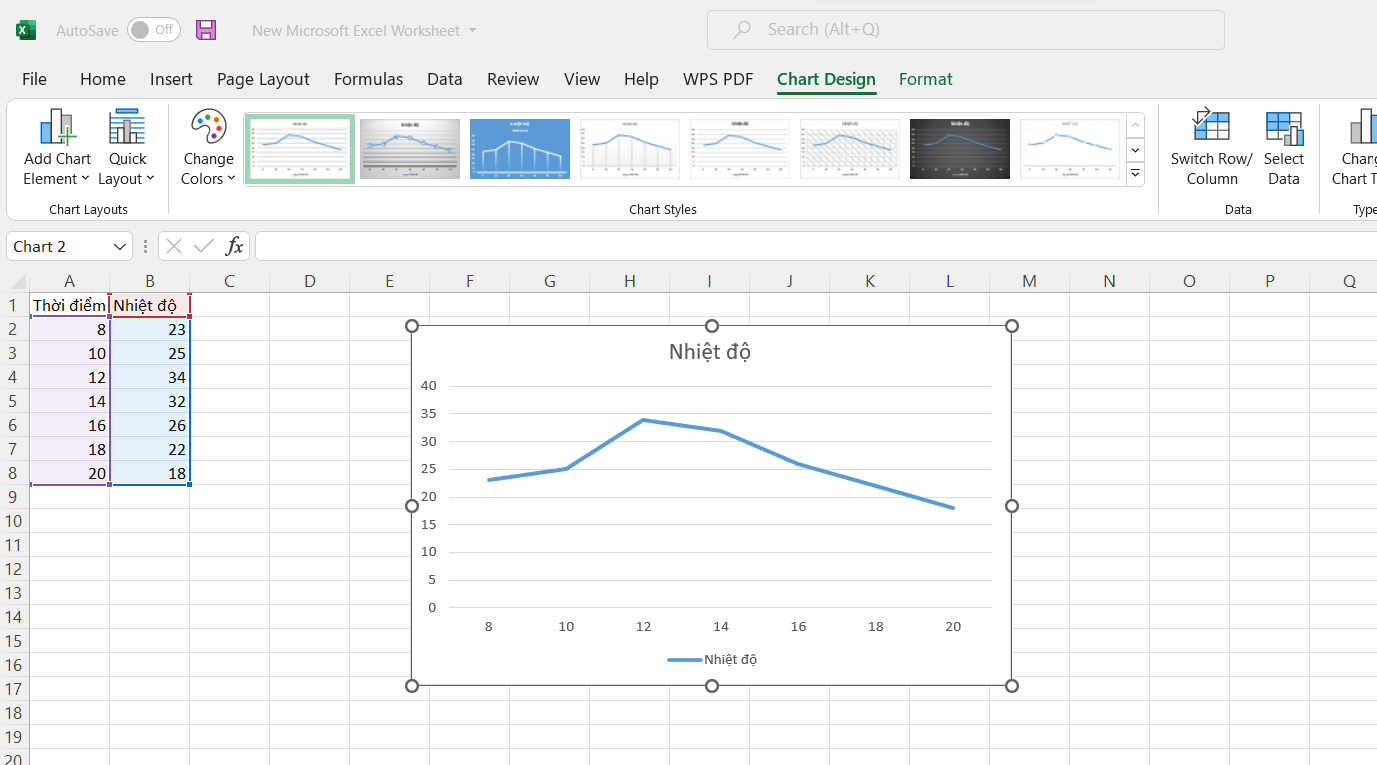 AutoSave Off New Microsoft Excel Worksheet Search (Alt+Q)
File Home Insert Page Layout Formulas Data Review View Help WPS PDF Chart Design Format
Add Chart Element Quick Layout Change Colors Switch Row/ Column Select Data Chang Chart T
Chart Layouts Chart Styles Data Type
Chart 2 fx
A B C D E F G H I J K L M N O P Q
1 Thời điểm Nhiệt độ
2 8 23
3 10 25
4 12 34
5 14 32
6 16 26
7 18 22
8 20 18
9
10
11
12
13
14
15
16
17
18
19
20
Nhiệt độ
40
35
30
25
20
15
10
5
0
8 10 12 14 16 18 20
Nhiệt độ